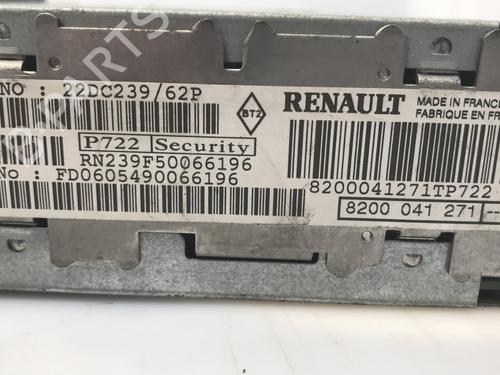 NO : 22DC239/62P
P722 Security
RN239F50066196
No : FD0605490066196
BT2
RENAULT
MADE IN FRANCE
FABRIQUE EN FR
8200041271TP722
8200 041 271
PARTS